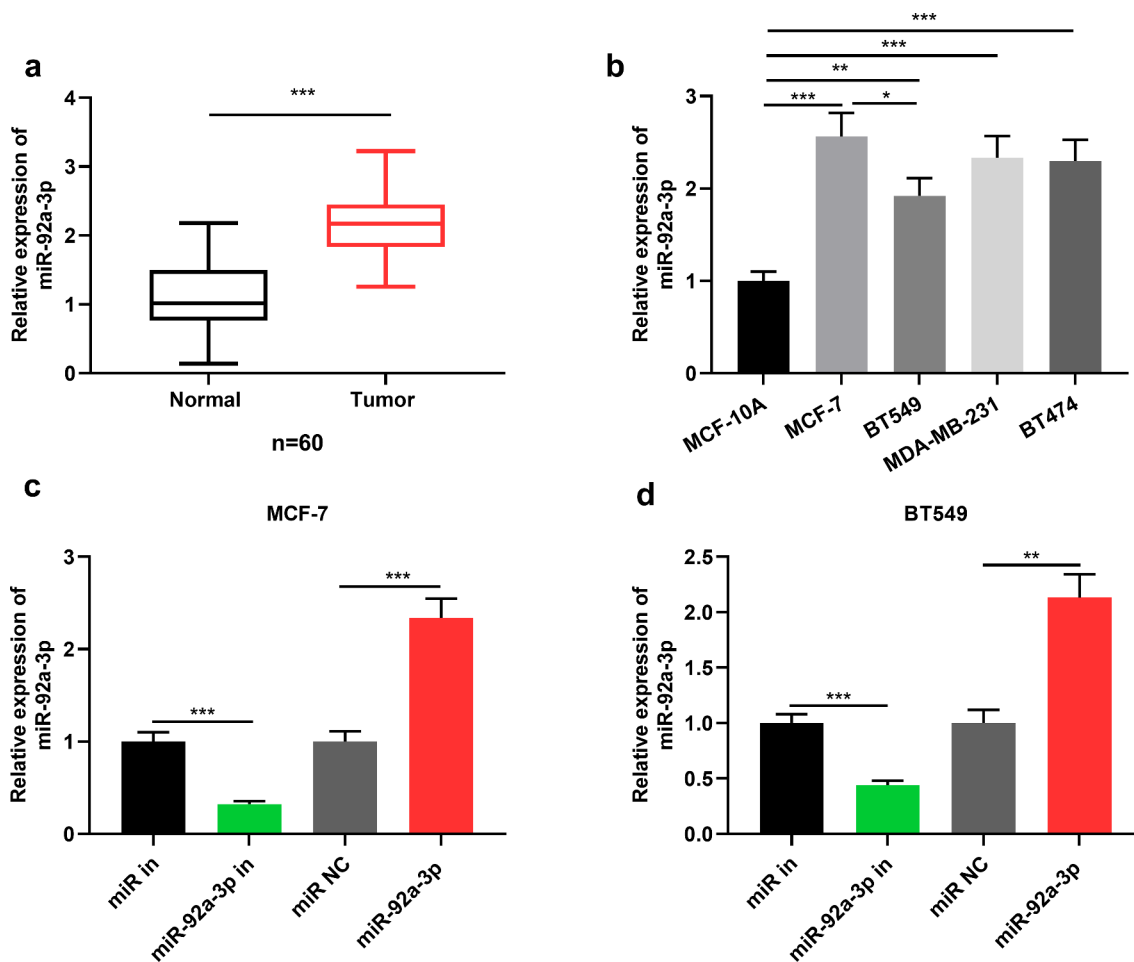 a
Relative expression of
miR-92a-3p
4
3
2
1
0
***
Normal
Tumor
n=60
b
Relative expression of
miR-92a-3p
3
2
1
0
***
***
**
***
*
MCF-10A
MCF-7
BT549
MDA-MB-231
BT474
c
MCF-7
Relative expression of
miR-92a-3p
3
2
1
0
***
***
miR in
miR-92a-3p in
miR NC
miR-92a-3p
d
BT549
Relative expression of
miR-92a-3p
2.5
2.0
1.5
1.0
0.5
0.0
***
**
miR in
miR-92a-3p in
miR NC
miR-92a-3p